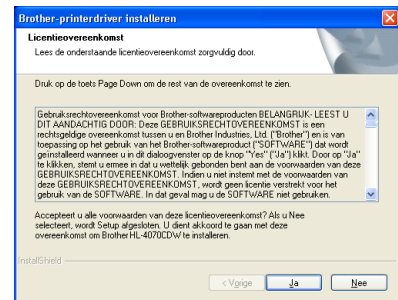 Brother-printerdriver installeren
Licentieovereenkomst
Lees de onderstaande licentieovereenkomst zorgvuldig door.
Druk op de toets Page Down om de rest van de overeenkomst te zien.
Gebruiksrechtovereenkomst voor Brother-softwareproducten BELANGRIJK- LEEST U
DIT AANDACHTIG DOOR: Deze GEBRUIKSRECHTOVEREENKOMST is een
rechtsgeldige overeenkomst tussen u en Brother Industries, Ltd. ("Brother") en is van
toepassing op het gebruik van het Brother-softwareproduct ("SOFTWARE") dat wordt
geïnstalleerd wanneer u in dit dialoogvenster op de knop "Yes" ("Ja") klikt. Door op "Ja"
te klikken, stemt u ermee in dat u wettelijk gebonden bent aan de voorwaarden van deze
GEBRUIKSRECHTOVEREENKOMST. Indien u niet instemt met de voorwaarden van
deze GEBRUIKSRECHTOVEREENKOMST, wordt geen licentie verstrekt voor het
gebruik van de SOFTWARE. In dat geval mag u de SOFTWARE niet gebruiken.
Accepteert u alle voorwaarden van deze licentieovereenkomst? Als u Nee
selecteert, wordt Setup afgesloten. U dient akkoord te gaan met deze
overeenkomst om Brother HL-4070CDW te installeren.
InstallShield
< Vorige
Ja
Nee